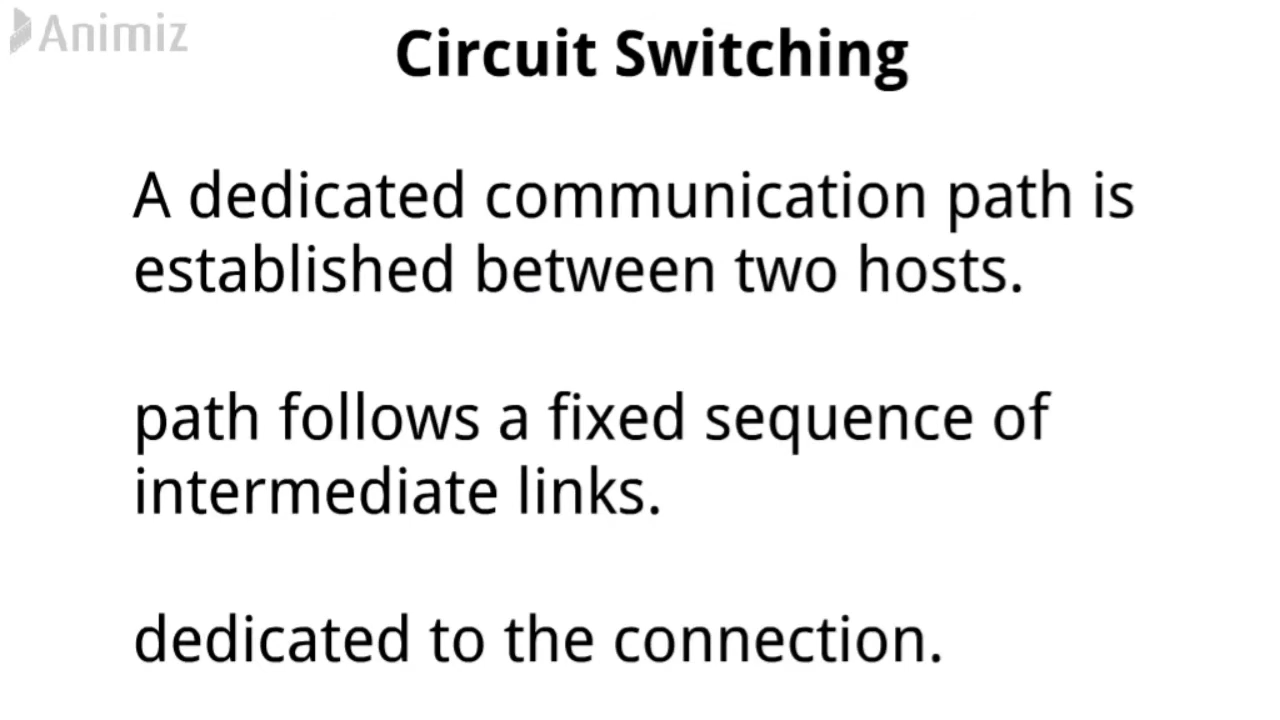 Animiz
Circuit Switching
A dedicated communication path is
established between two hosts.
path follows a fixed sequence of
intermediate links.
dedicated to the connection.